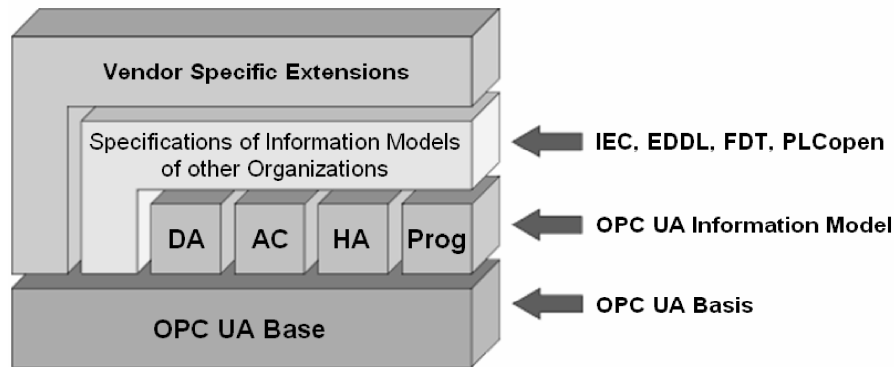 Vendor Specific Extensions
Specifications of Information Models
of other Organizations
IEC, EDDL, FDT, PLCopen
DA
AC
HA
Prog
OPC UA Information Model
OPC UA Base
OPC UA Basis